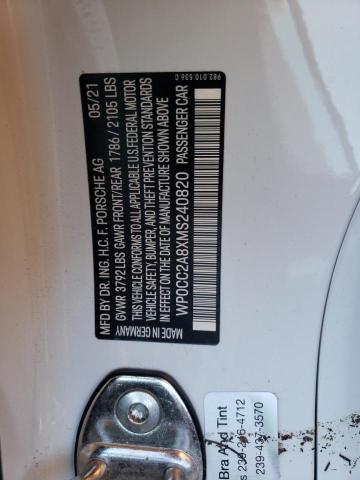 982.010.536.C
MFD BY DR. ING. H.C. F. PORSCHE AG 05/21
GVWR 3792 LBS GAWR FRONT/REAR 1786 / 2105 LBS
THIS VEHICLE CONFORMS TO ALL APPLICABLE U.S. FEDERAL MOTOR
VEHICLE SAFETY, BUMPER, AND THEFT PREVENTION STANDARDS
IN EFFECT ON THE DATE OF MANUFACTURE SHOWN ABOVE
WP0CC2A8XMS240820 PASSENGER CAR
MADE IN GERMANY
Bra And Tint
239-437-3570